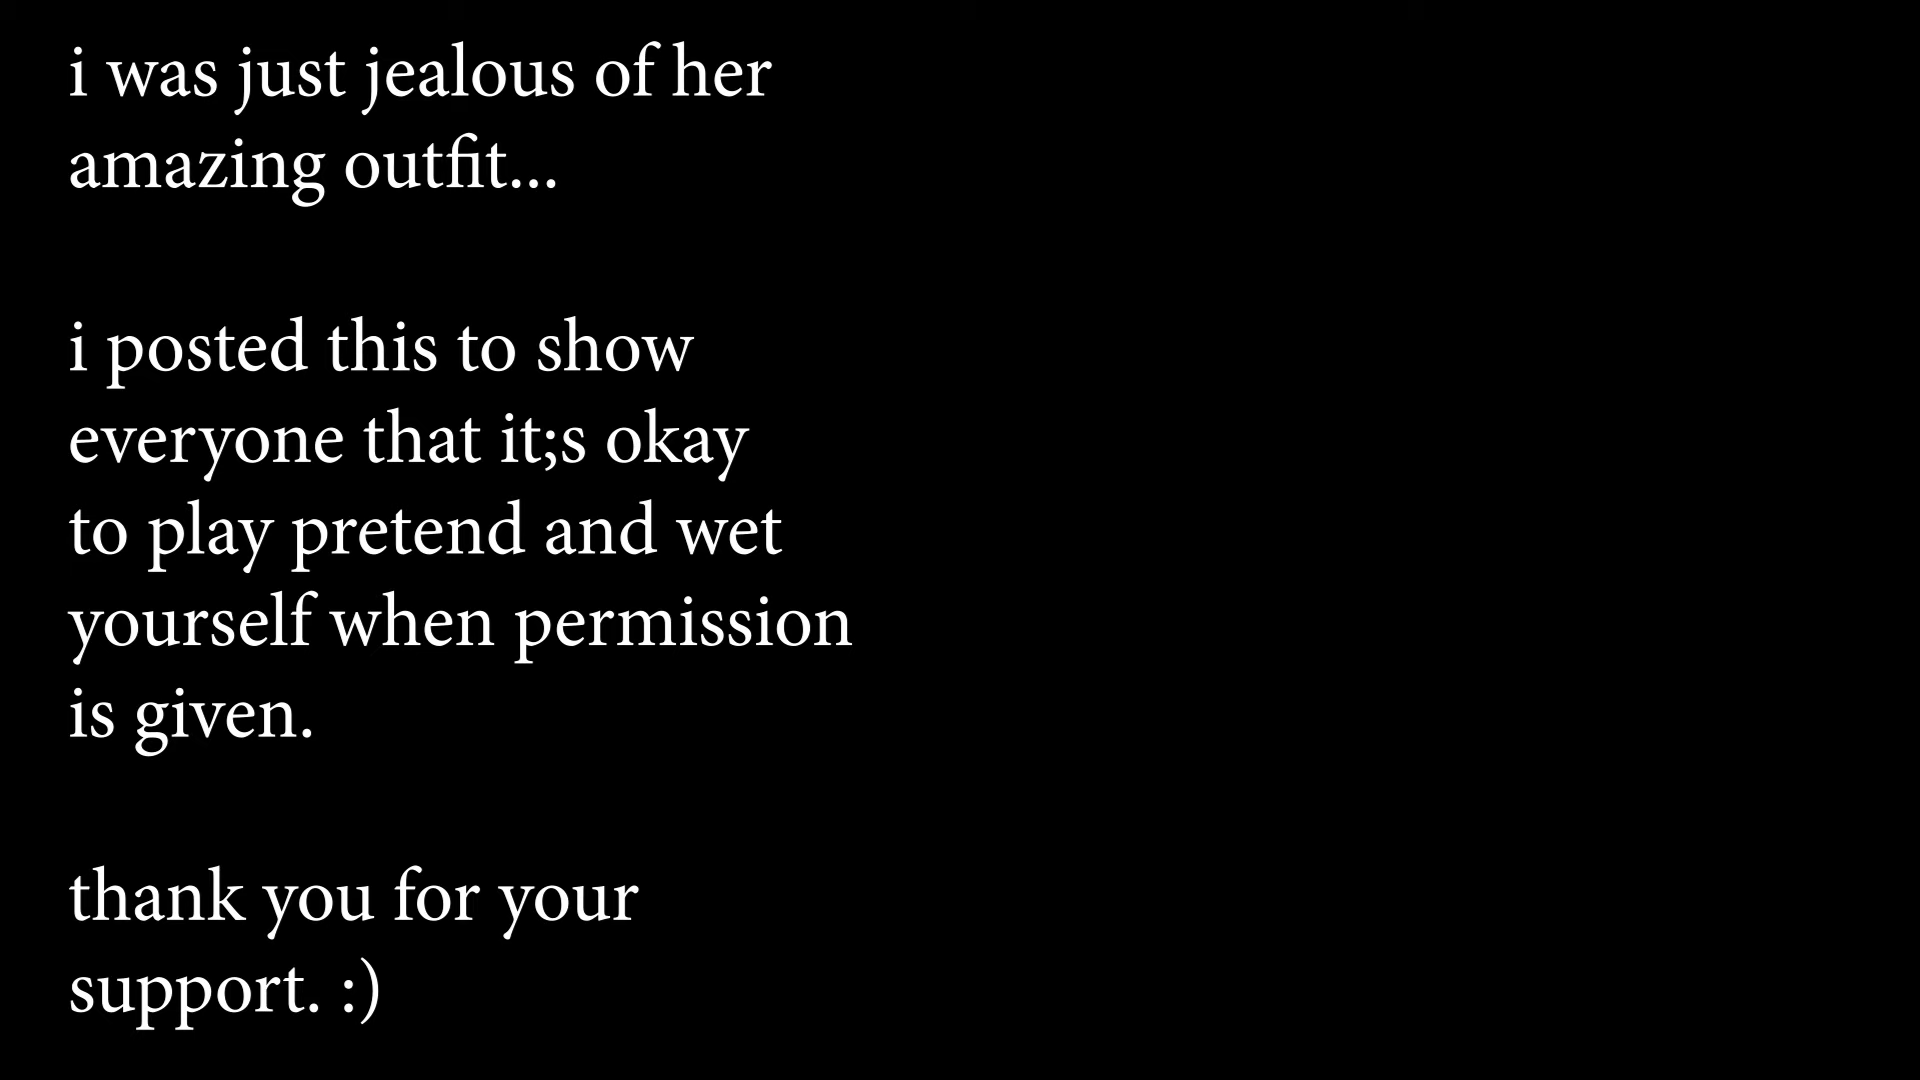 i was just jealous of her
amazing outfit...
i posted this to show
everyone that it;s okay
to play pretend and wet
yourself when permission
is given.
thank you for your
support. :)